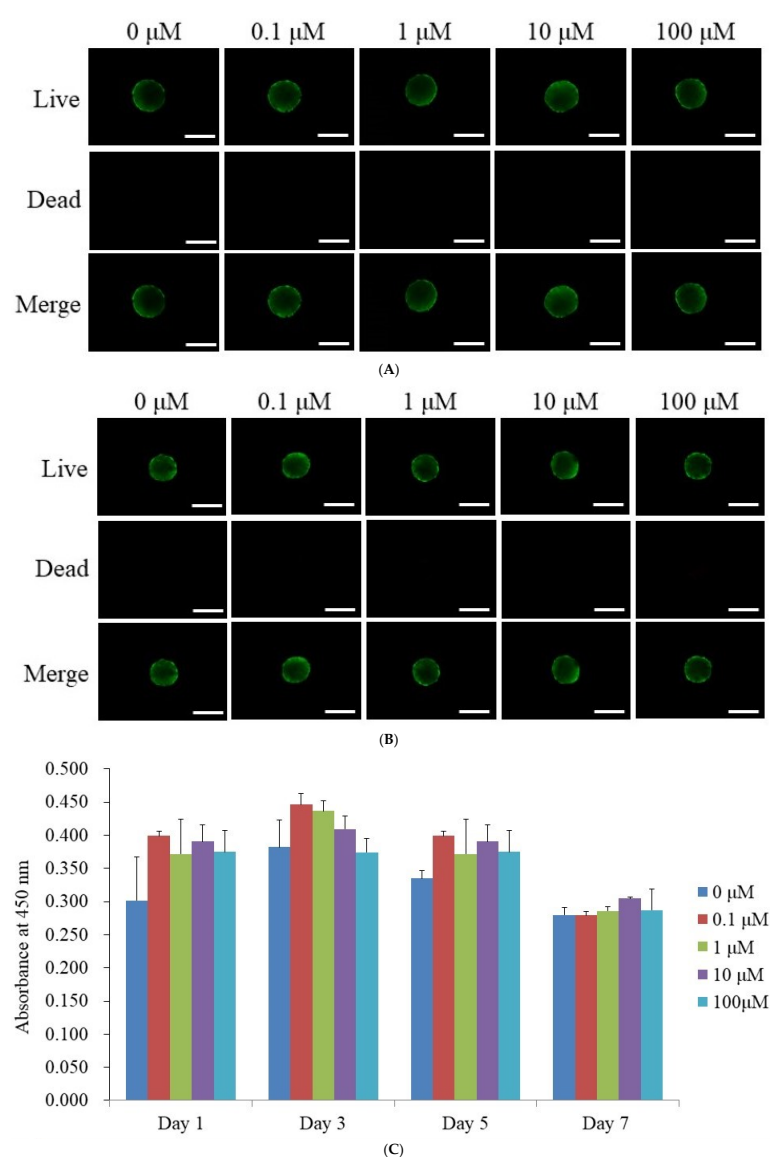 0 μM 0.1 μM 1 μM 10 μM 100 μM
Live
Dead
Merge
(A)
0 μM 0.1 μM 1 μM 10 μM 100 μM
Live
Dead
Merge
(B)
0.500
0.450
0.400
0.350
0.300
0.250
0.200
0.150
0.100
0.050
0.000
Absorbance at 450 nm
Day 1 Day 3 Day 5 Day 7
0 μM
0.1 μM
1 μM
10 μM
100μM
(C)